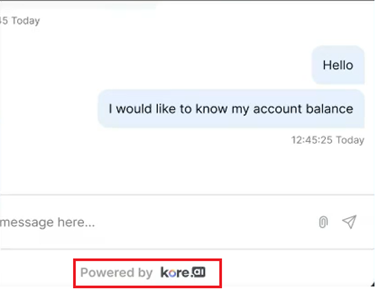 45 Today
Hello
I would like to know my account balance
12:45:25 Today
message here...
Powered by kore.ai